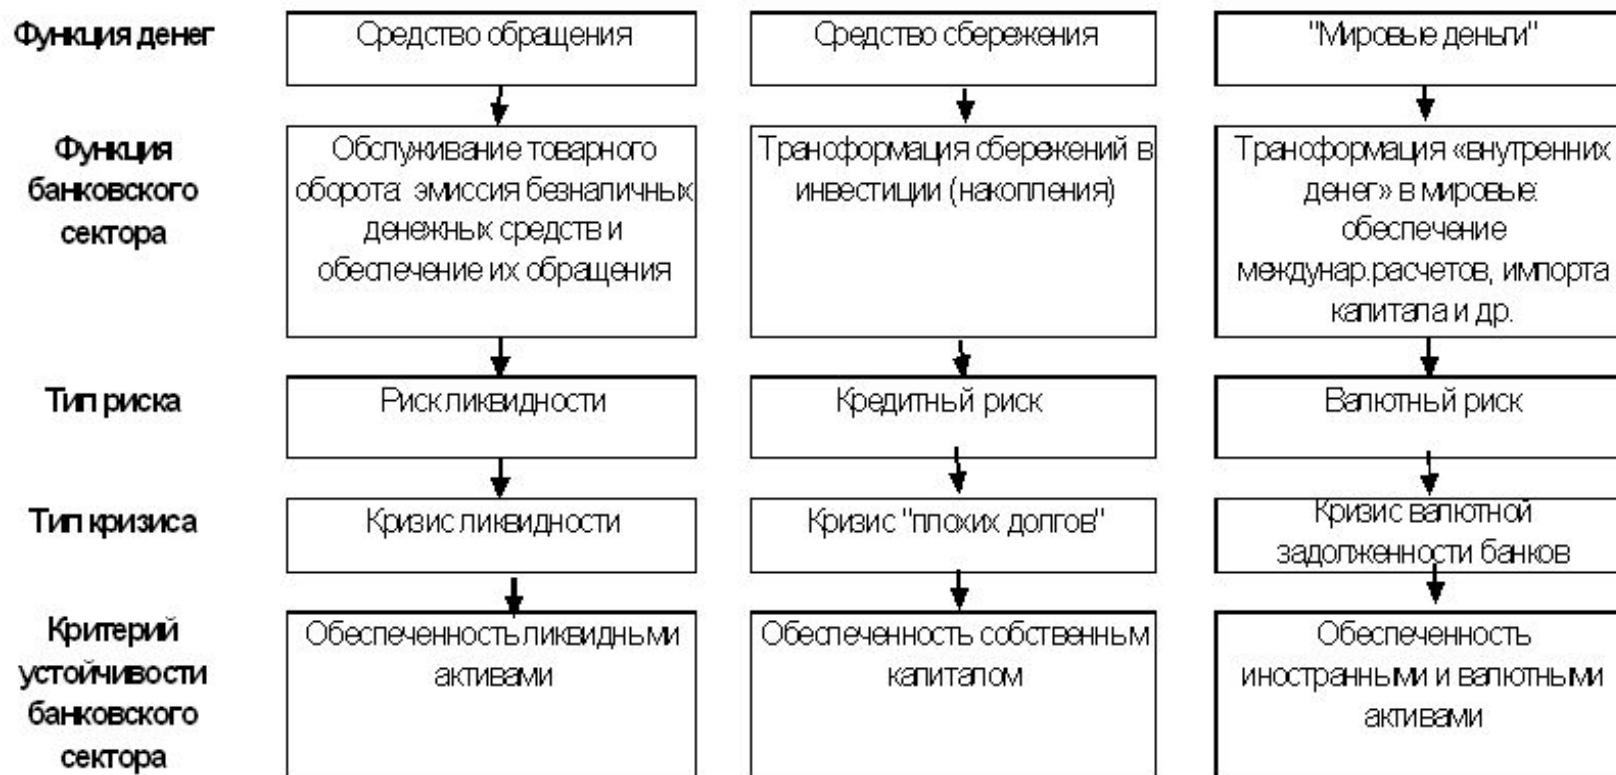 Функция денег
Средство обращения
Средство сбережения
"Мировые деньги"
Функция
банковского
сектора
Обслуживание товарного
оборота: эмиссия безналичных
денежных средств и
обеспечение их обращения
Трансформация сбережений в
инвестиции (накопления)
Трансформация «внутренних
денег» в мировые:
обеспечение
междунар.расчетов, импорта
капитала и др.
Тип риска
Риск ликвидности
Кредитный риск
Валютный риск
Тип кризиса
Кризис ликвидности
Кризис "плохих долгов"
Кризис валютной
задолженности банков
Критерий
устойчивости
банковского
сектора
Обеспеченность ликвидными
активами
Обеспеченность собственным
капиталом
Обеспеченность
иностранными и валютными
активами